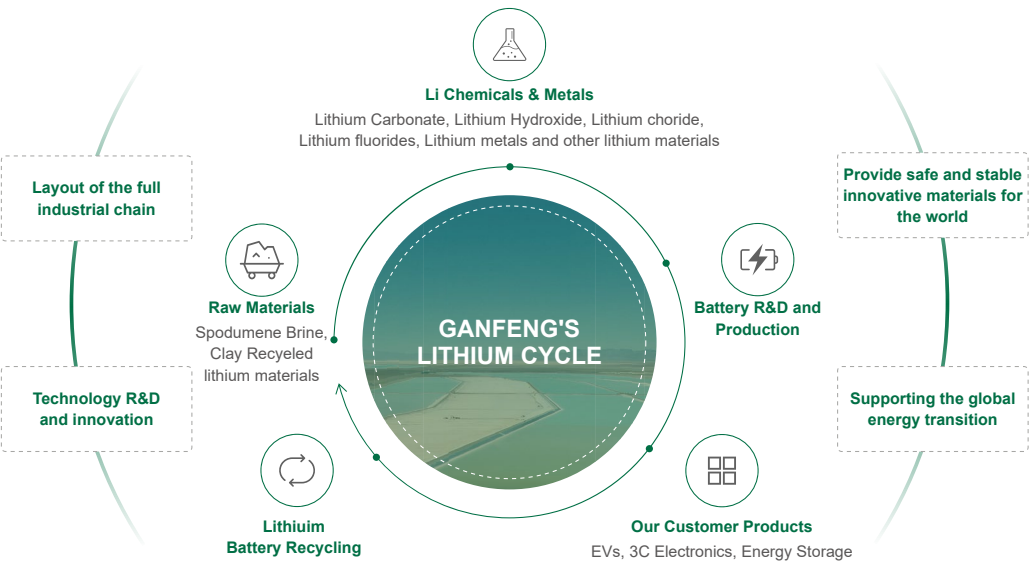 Li Chemicals & Metals
Lithium Carbonate, Lithium Hydroxide, Lithium choride,
Lithium fluorides, Lithium metals and other lithium materials
Layout of the full
industrial chain
Provide safe and stable
innovative materials for
the world
Raw Materials
Spodumene Brine,
Clay Recyeled
lithium materials
GANFENG'S
LITHIUM CYCLE
Battery R&D and
Production
Technology R&D
and innovation
Supporting the global
energy transition
Lithiuim
Battery Recycling
Our Customer Products
EVs, 3C Electronics, Energy Storage